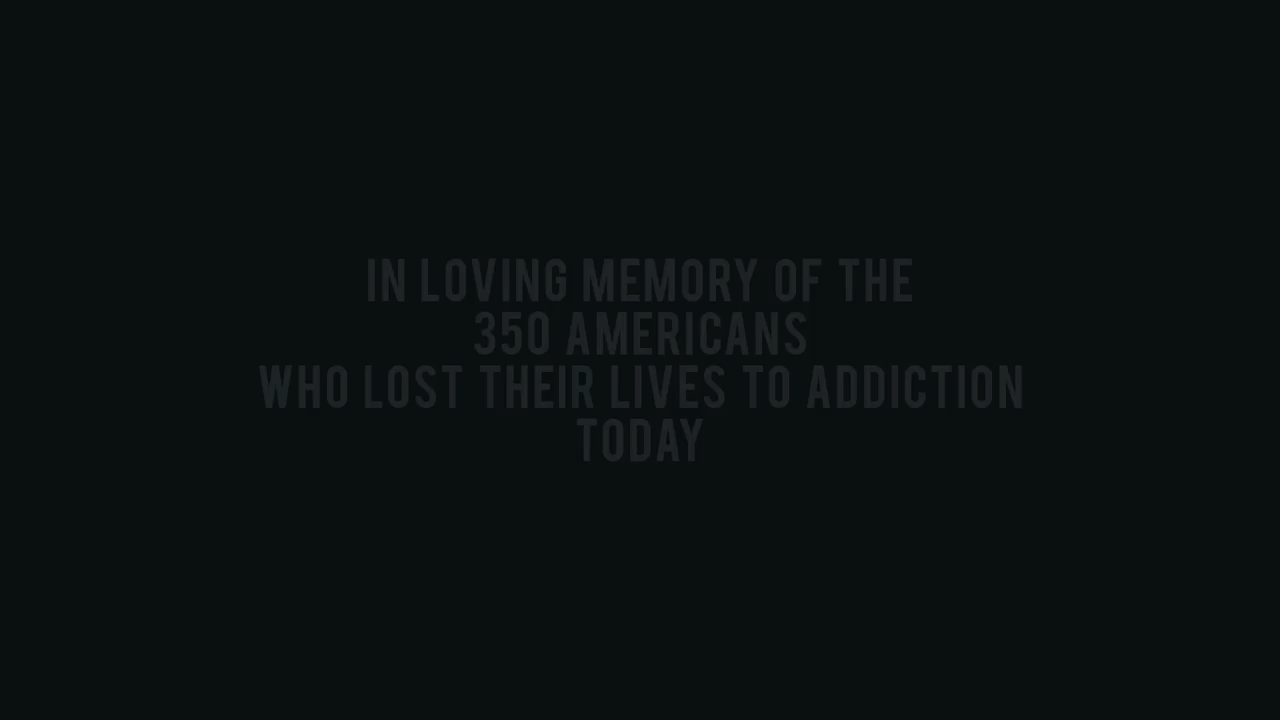 IN LOVING MEMORY OF THE
350 AMERICANS
WHO LOST THEIR LIVES TO ADDICTION
TODAY